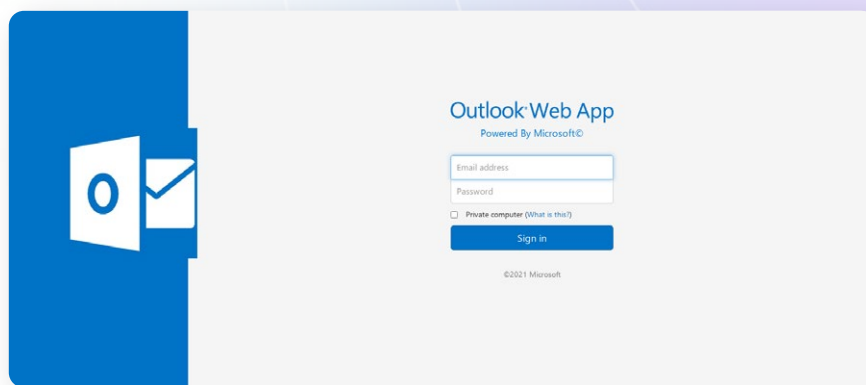 Outlook Web App
Powered By Microsoft©
Email address
Password
Private computer (What is this?)
Sign in
©2021 Microsoft